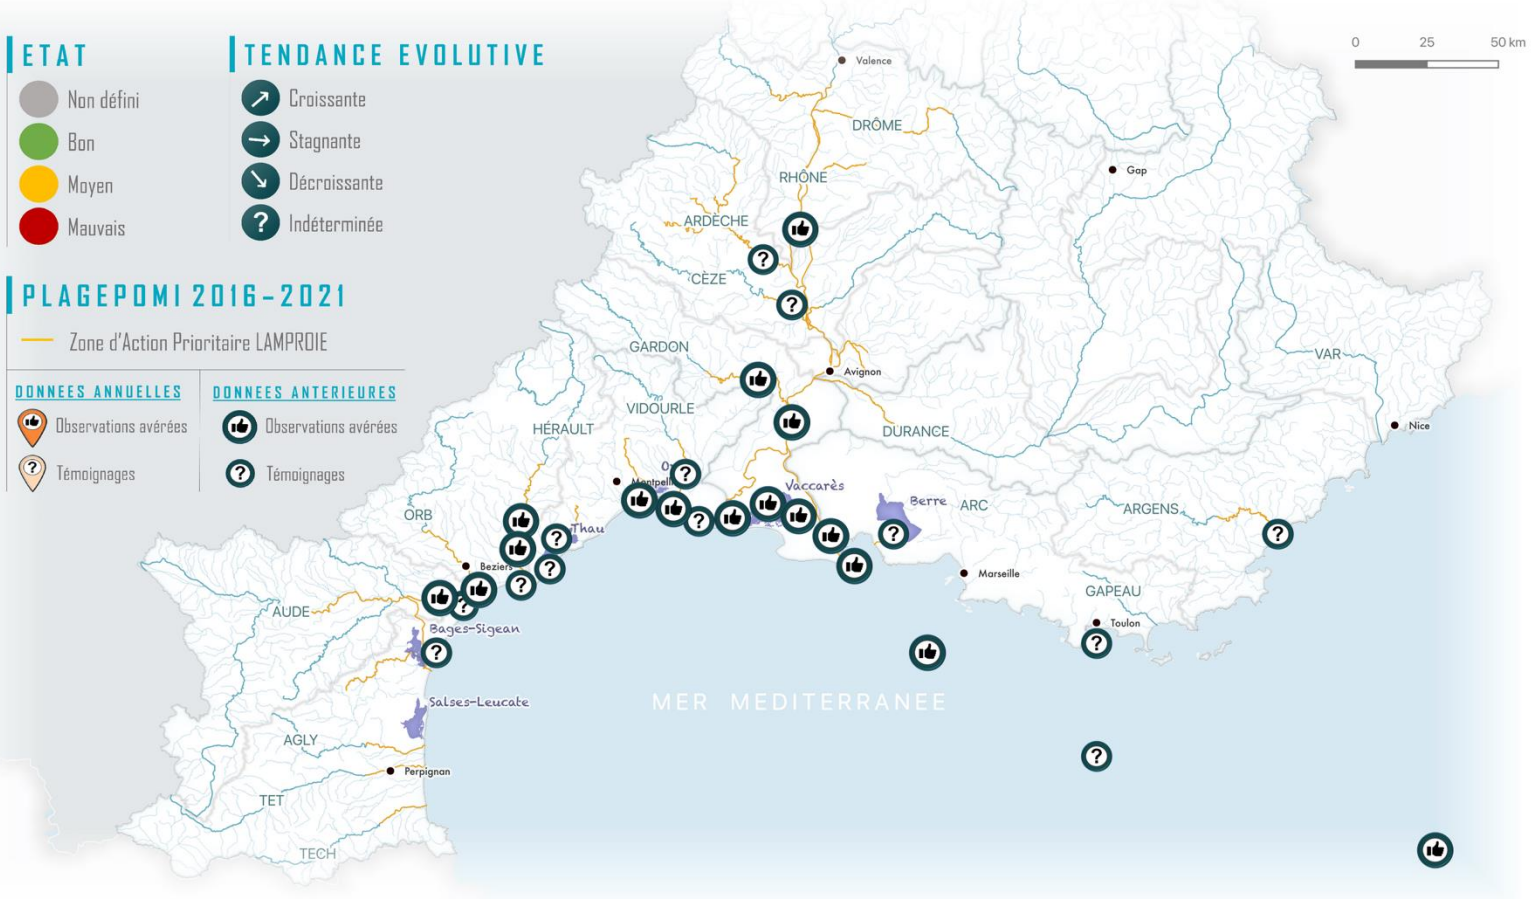 ETAT
Non défini
Bon
Moyen
Mauvais
TENDANCE EVOLUTIVE
Croissante
Stagnante
Décroissante
?
Indéterminée
PLAGEPOMI 2016-2021
Zone d'Action Prioritaire LAMPROIE
DONNEES ANNUELLES
Observations avérées
?
Témoignages
DONNEES ANTERIEURES
Observations avérées
?
Témoignages
0 25 50 km
Valence
DRÔME
Gap
RHÔNE
ARDÈCHE
?
CÈZE
?
GARDON
VAR
Avignon
VIDOURLE
Nice
HÉRAULT
DURANCE
?
Vaccarès
Berre
ARC
ARGENS
ORB
?
Thau
?
?
?
Beziers
?
Marseille
?
?
GAPEAU
AUDE
?
Toulon
Bages-Sigean
?
?
Salses-Leucate
MER MEDITERRANEE
AGLY
?
Perpignan
TET
TECH